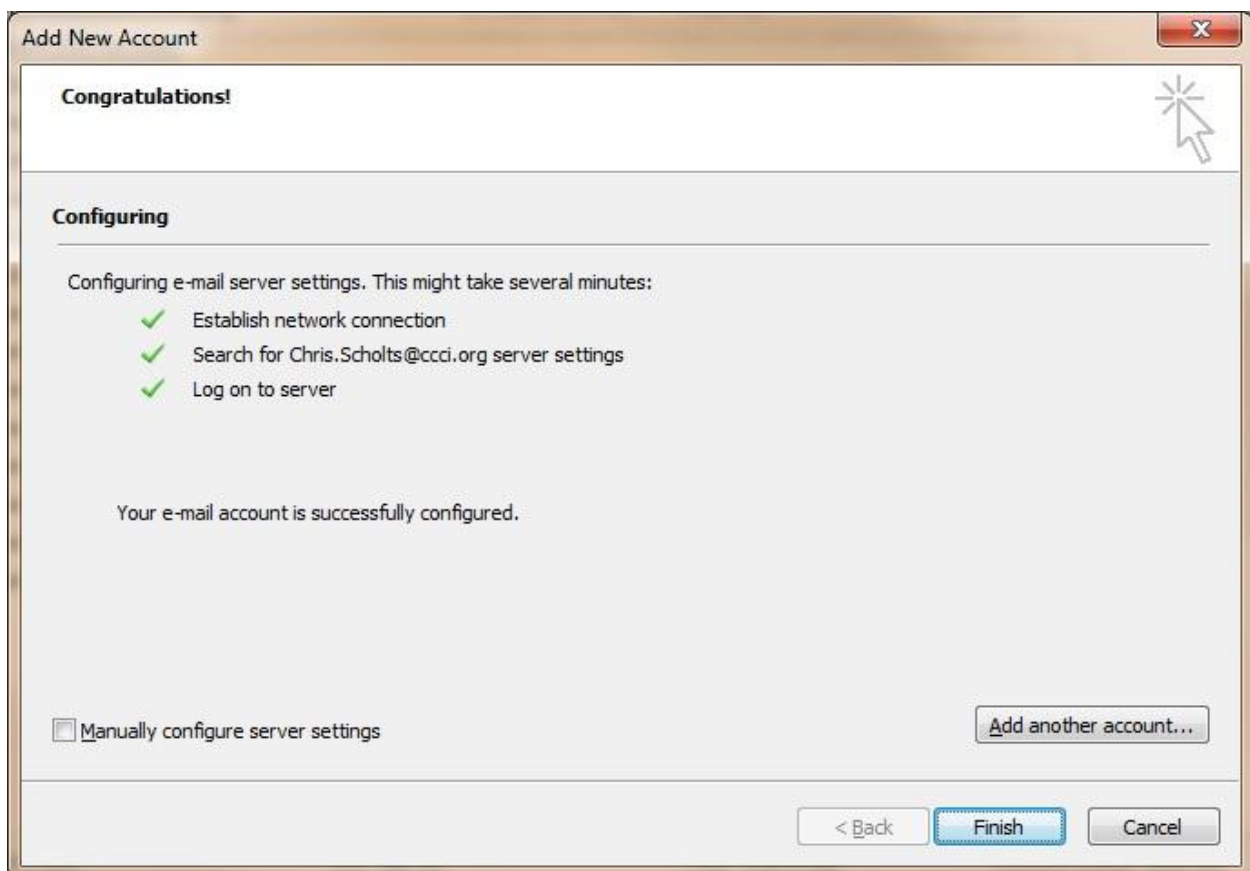 Add New Account
Congratulations!
Configuring
Configuring e-mail server settings. This might take several minutes:
Establish network connection
Search for Chris.Scholts@ccci.org server settings
Log on to server
Your e-mail account is successfully configured.
Manually configure server settings
Add another account...
< Back
Finish
Cancel